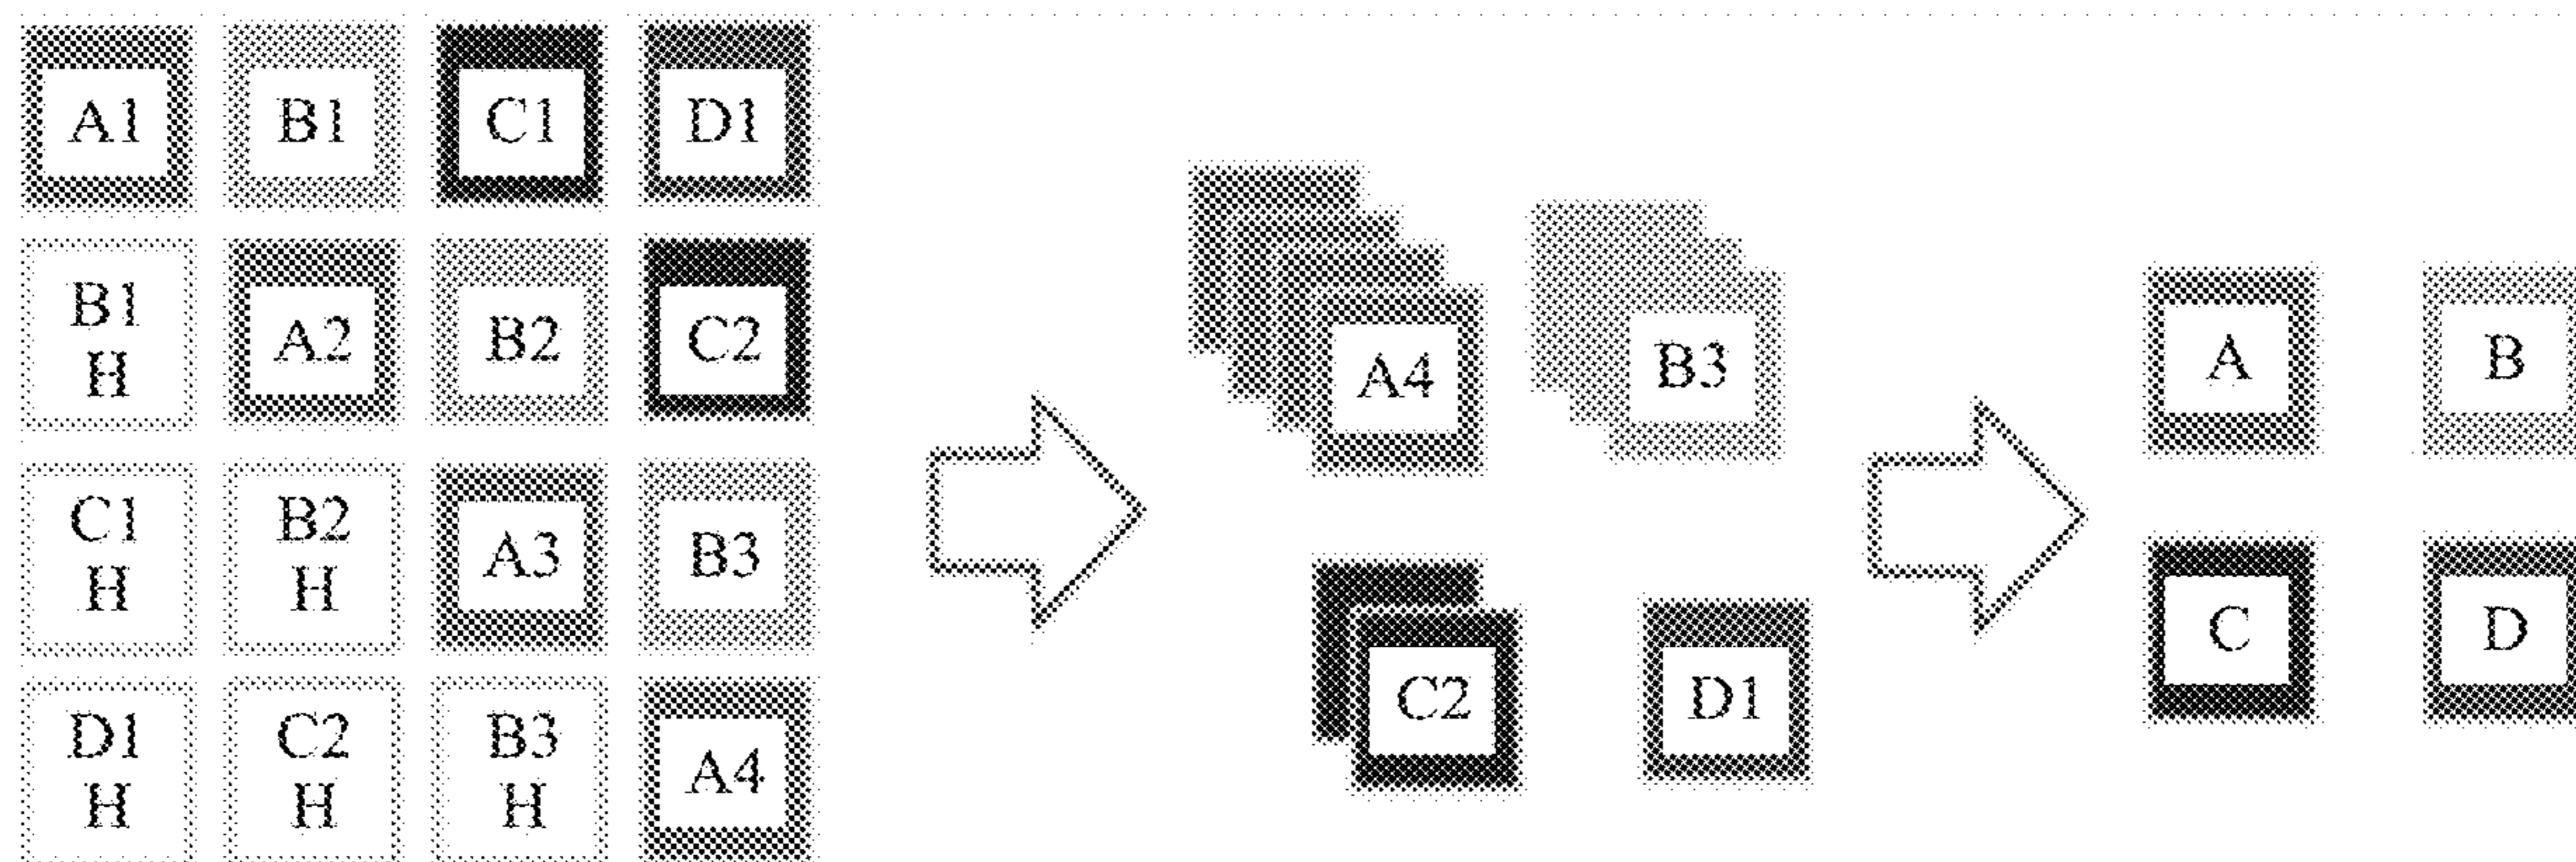 A1 B1 C1 D1
B1
H
A2 B2 C2
C1
H
B2
H
A3 B3
D1
H
C2
H
B3
H
A4
A4 B3
C2 D1
A B
C D